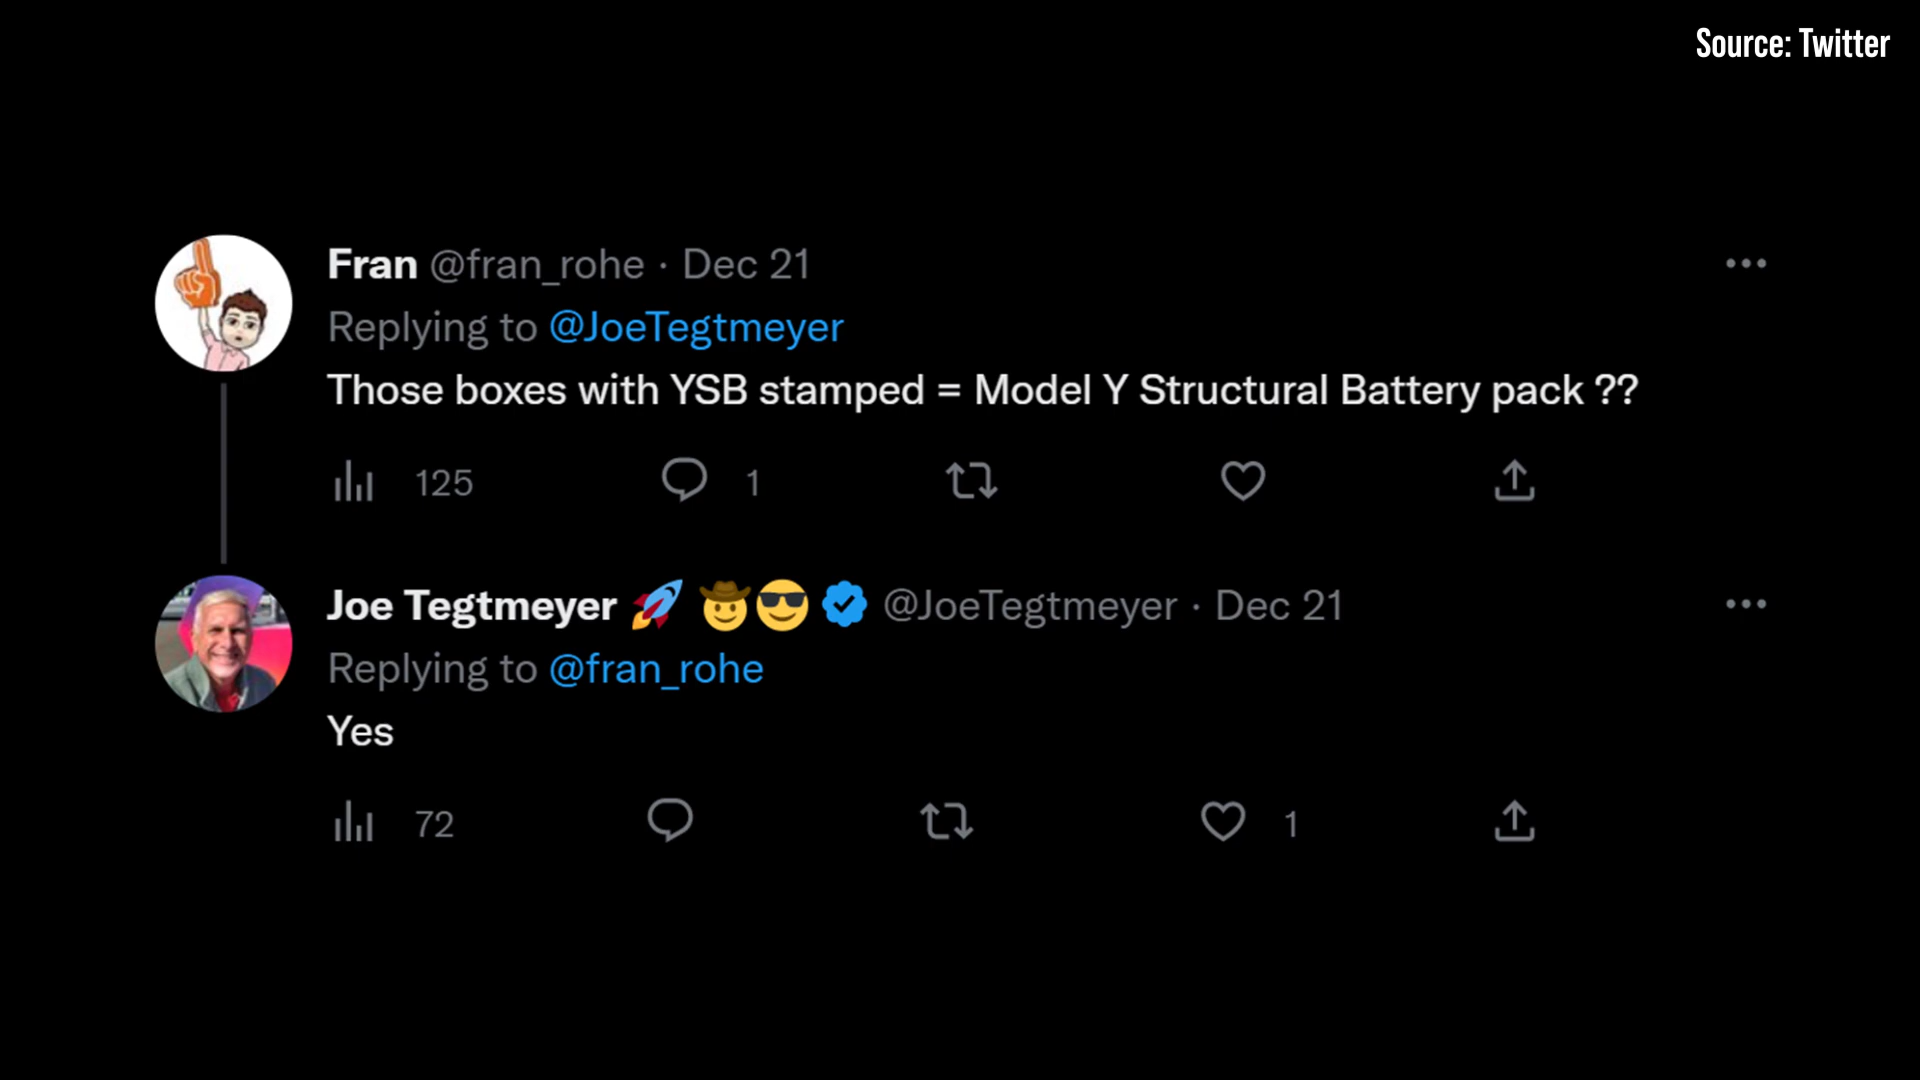 Source: Twitter
Fran @fran_rohe · Dec 21
Replying to @JoeTegtmeyer
Those boxes with YSB stamped = Model Y Structural Battery pack ??
125 1
Joe Tegtmeyer 🚀 🤠😎 @JoeTegtmeyer · Dec 21
Replying to @fran_rohe
Yes
72 1